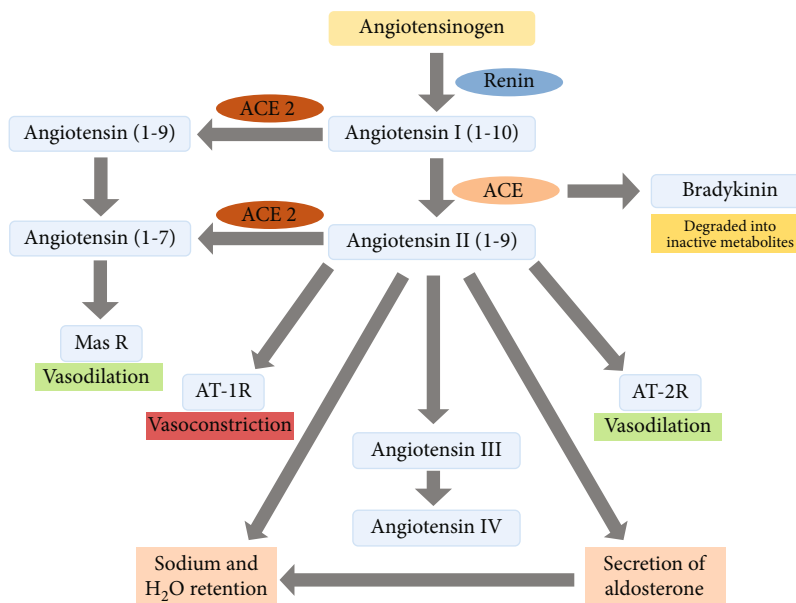 Angiotensinogen
Renin
ACE 2
Angiotensin (1-9)
Angiotensin I (1-10)
ACE
Bradykinin
Degraded into
inactive metabolites
ACE 2
Angiotensin (1-7)
Angiotensin II (1-9)
Mas R
Vasodilation
AT-1R
Vasoconstriction
AT-2R
Vasodilation
Angiotensin III
Angiotensin IV
Sodium and
H₂O retention
Secretion of
aldosterone